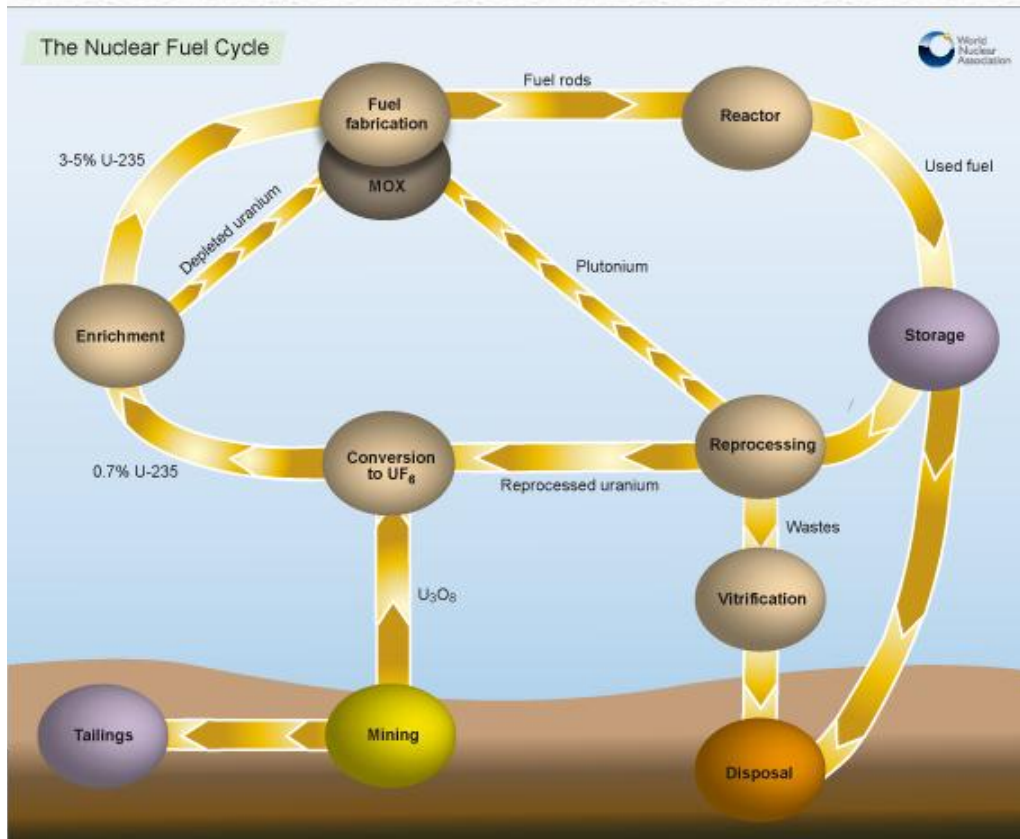 The Nuclear Fuel Cycle
World
Nuclear
Association
Fuel rods
Fuel
fabrication
Reactor
3-5% U-235
MOX
Used fuel
Depleted uranium
Plutonium
Enrichment
Storage
Reprocessing
Conversion
to UF₆
0.7% U-235
Reprocessed uranium
Wastes
U₃O₈
Vitrification
Tailings
Mining
Disposal